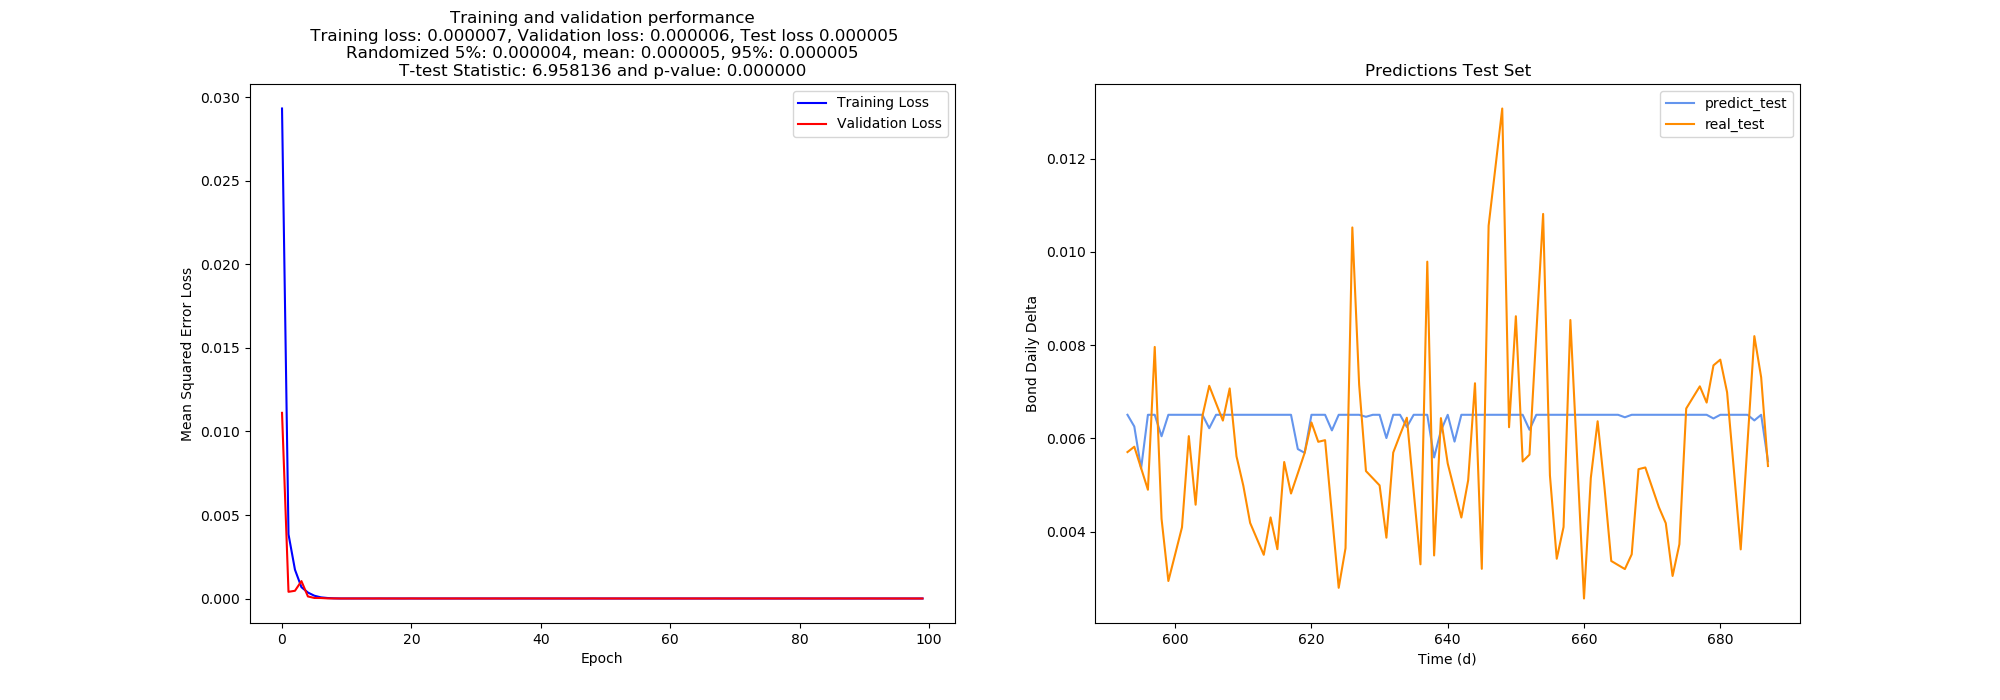 Training and validation performance
Training loss: 0.000007, Validation loss: 0.000006, Test loss 0.000005
Randomized 5%: 0.000004, mean: 0.000005, 95%: 0.000005
T-test Statistic: 6.958136 and p-value: 0.000000
Training Loss
Validation Loss
0.030
0.025
0.020
0.015
0.010
0.005
0.000
Mean Squared Error Loss
0 20 40 60 80 100
Epoch
Predictions Test Set
predict_test
real_test
0.012
0.010
0.008
0.006
0.004
Bond Daily Delta
600 620 640 660 680
Time (d)